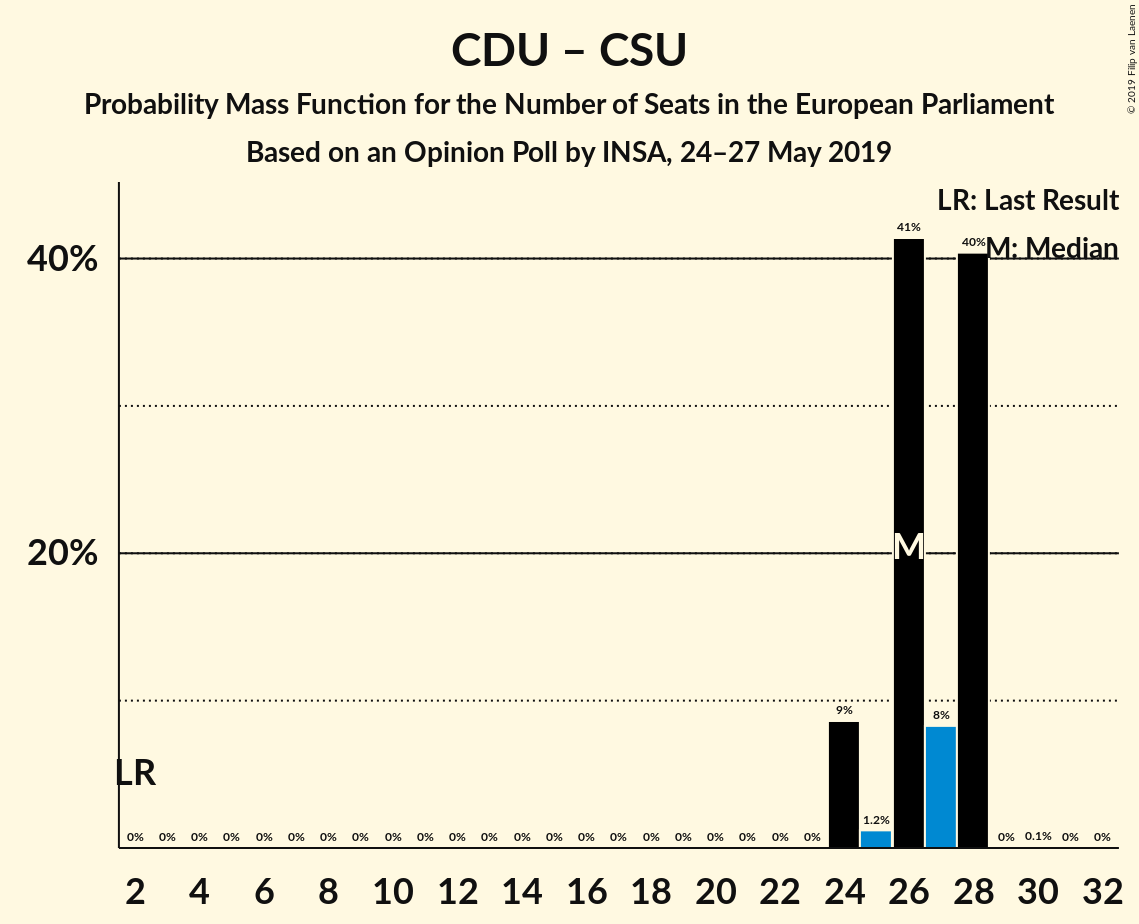 CDU – CSU
Probability Mass Function for the Number of Seats in the European Parliament
Based on an Opinion Poll by INSA, 24–27 May 2019
© 2019 Filip van Laenen
LR: Last Result
M: Median
40%
20%
41%
40%
M
9%
8%
1.2%
LR
0% 0% 0% 0% 0% 0% 0% 0% 0% 0% 0% 0% 0% 0% 0% 0% 0% 0% 0% 0% 0% 0% 0% 0.1% 0% 0%
2 4 6 8 10 12 14 16 18 20 22 24 26 28 30 32